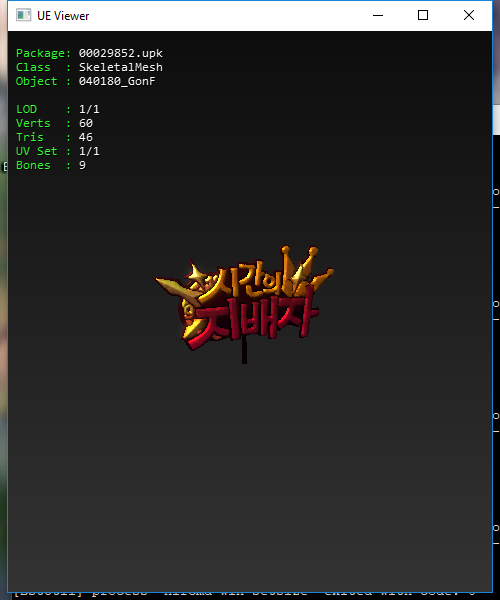 UE Viewer
Package: 00029852.upk
Class : SkeletalMesh
Object : 040180_GonF
LOD : 1/1
Verts : 60
Tris : 46
UV Set : 1/1
Bones : 9
시간의
지배자